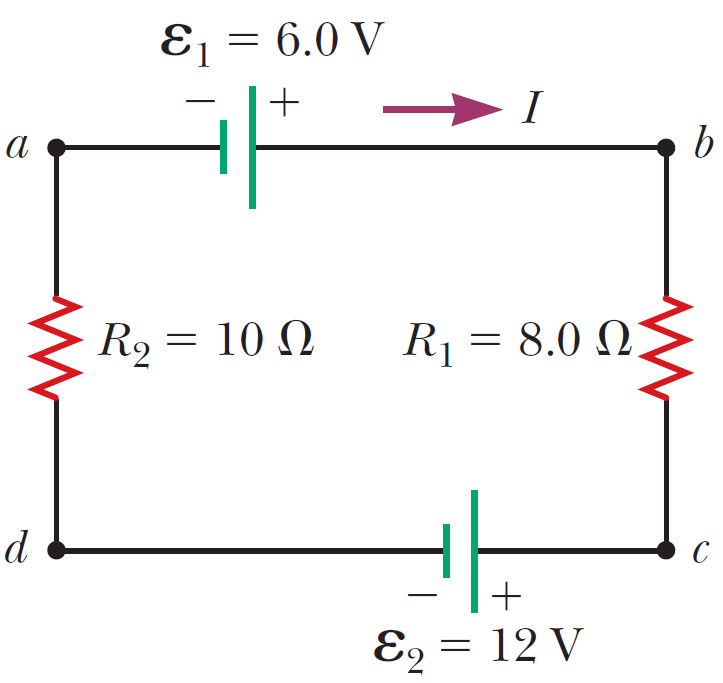 ε₁ = 6.0 V
− + I
a b
R₂ = 10 Ω R₁ = 8.0 Ω
d c
− +
ε₂ = 12 V